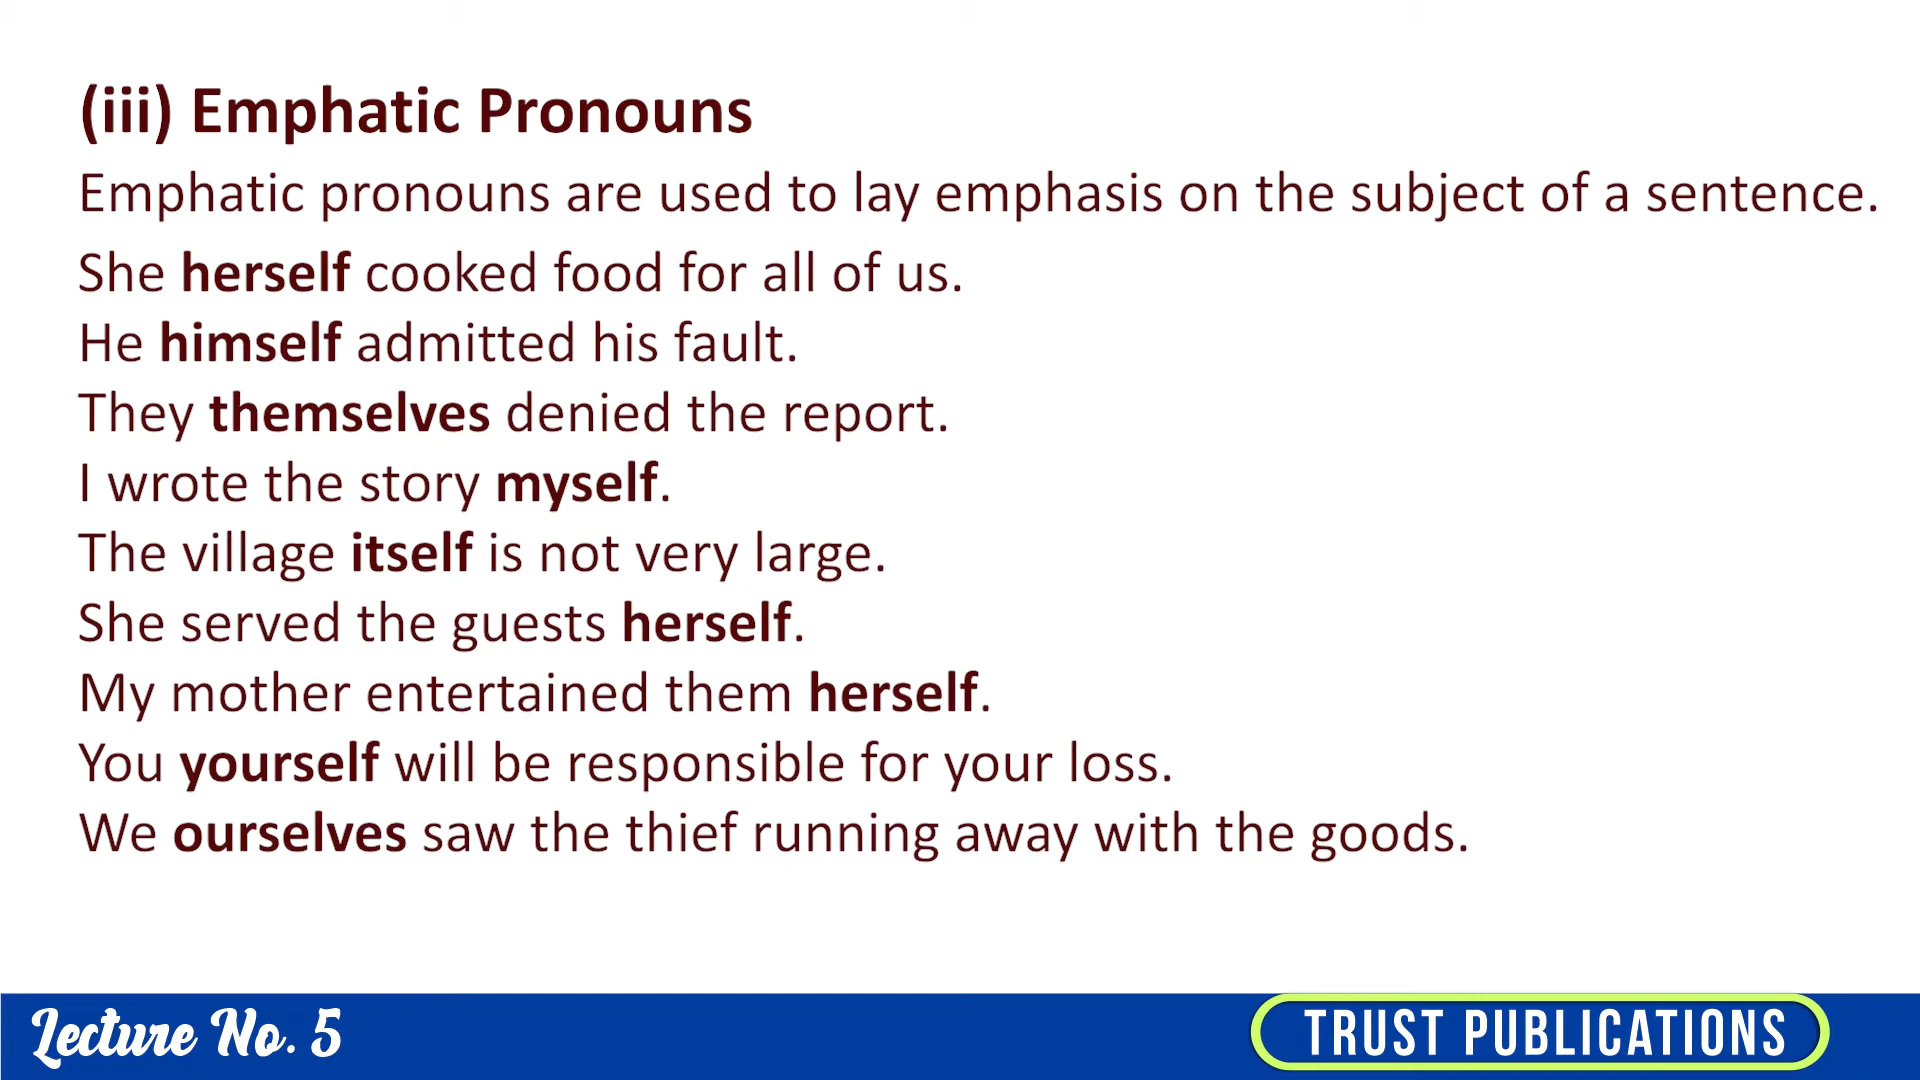 (iii) Emphatic Pronouns
Emphatic pronouns are used to lay emphasis on the subject of a sentence.
She herself cooked food for all of us.
He himself admitted his fault.
They themselves denied the report.
I wrote the story myself.
The village itself is not very large.
She served the guests herself.
My mother entertained them herself.
You yourself will be responsible for your loss.
We ourselves saw the thief running away with the goods.
Lecture No. 5
TRUST PUBLICATIONS